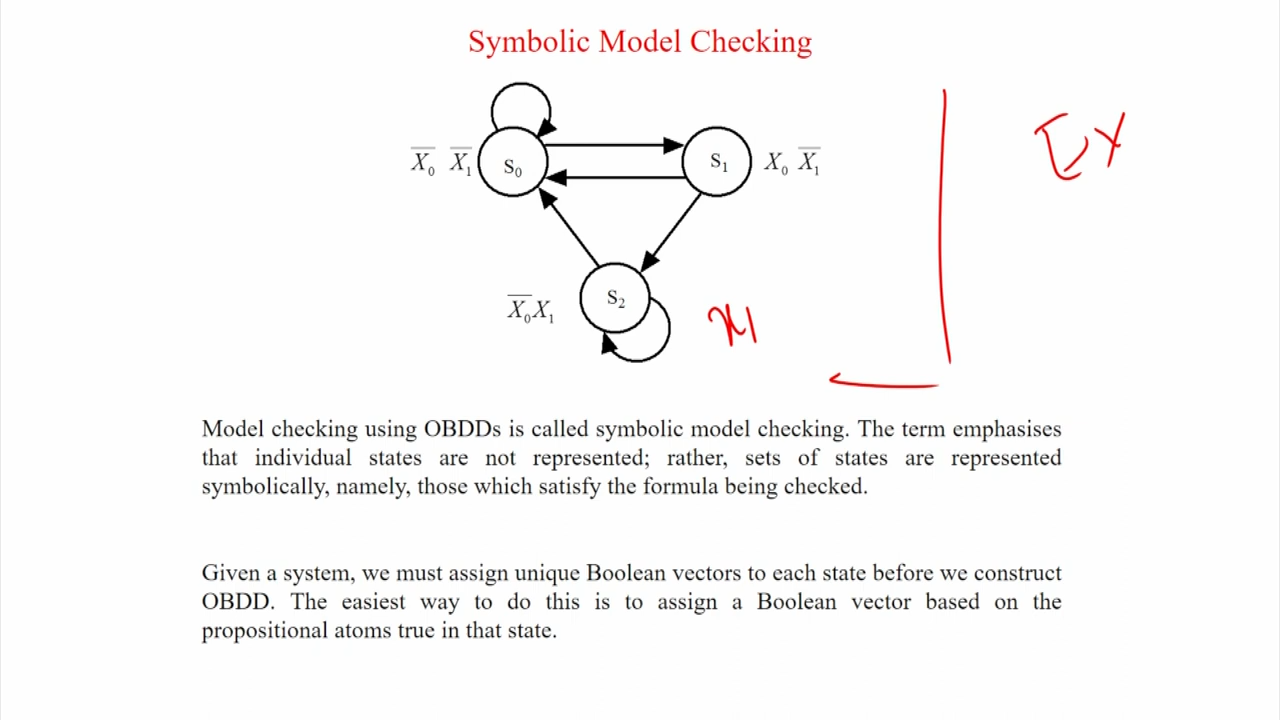 Symbolic Model Checking
Ex
X̅₀ X̅₁ S₀ S₁ X₀ X̅₁
X̅₀X₁ S₂
x1
Model checking using OBDDs is called symbolic model checking. The term emphasises
that individual states are not represented; rather, sets of states are represented
symbolically, namely, those which satisfy the formula being checked.
Given a system, we must assign unique Boolean vectors to each state before we construct
OBDD. The easiest way to do this is to assign a Boolean vector based on the
propositional atoms true in that state.